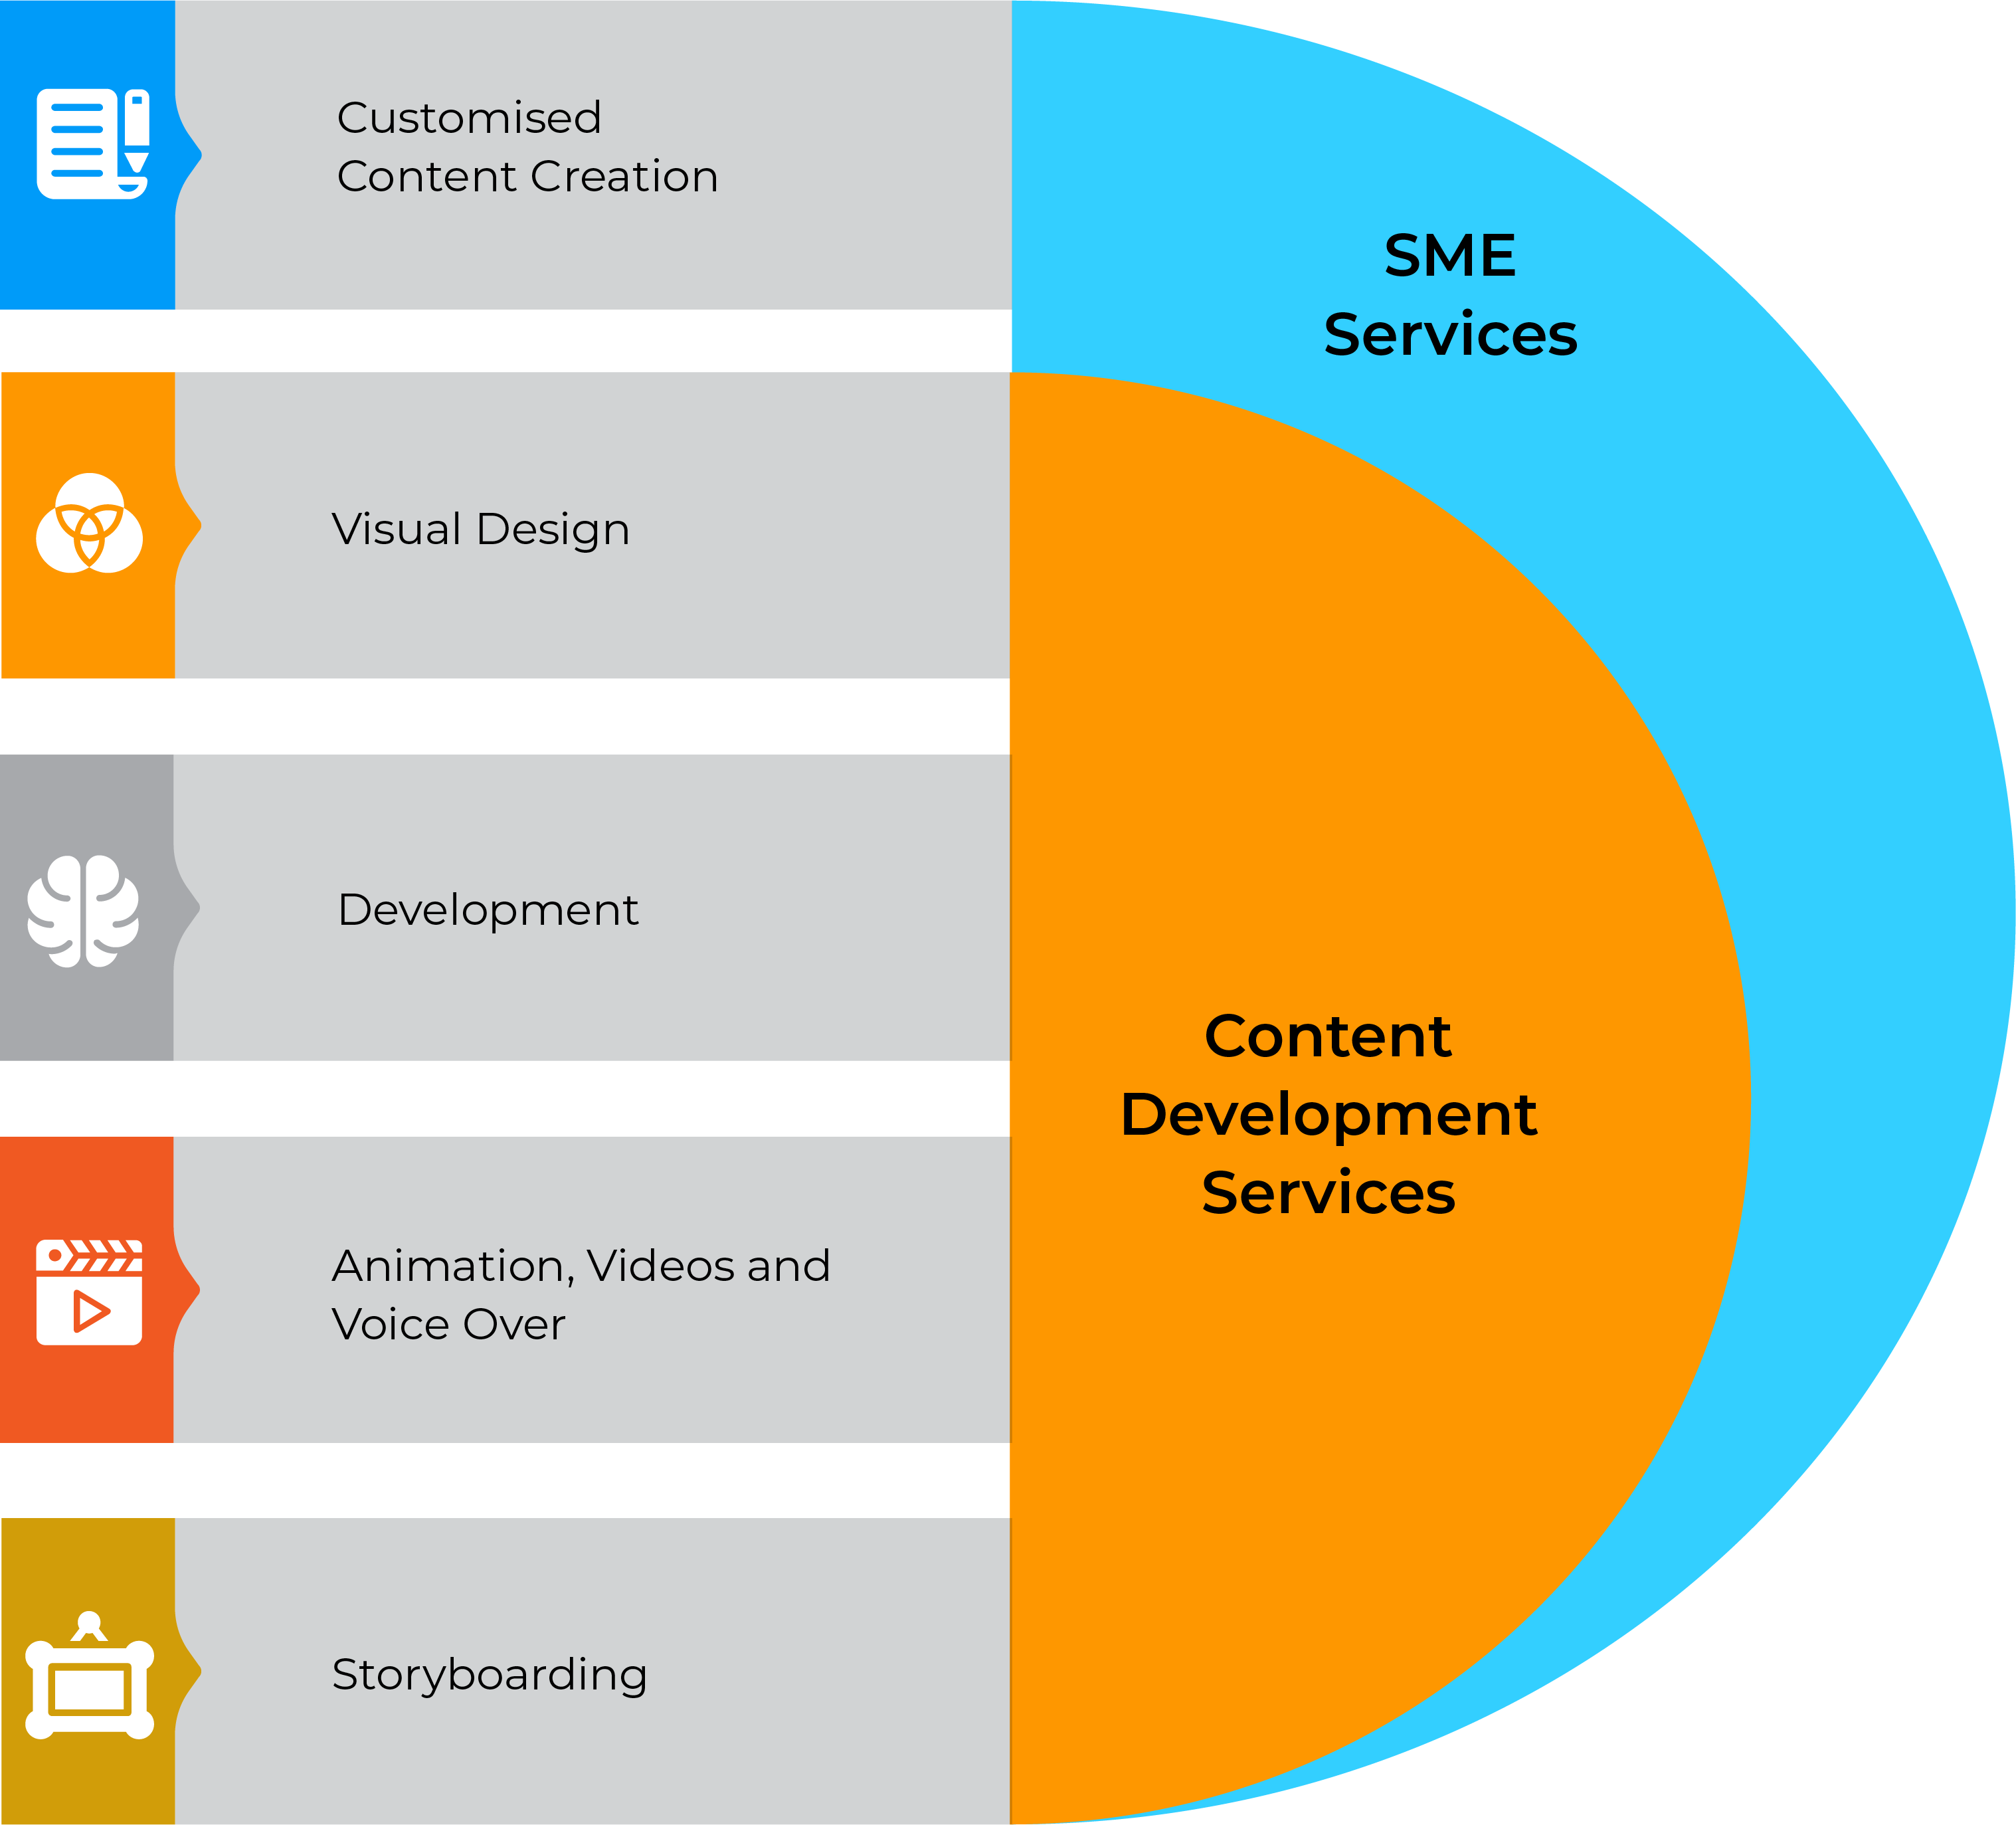 Customised
Content Creation
SME
Services
Visual Design
Development
Content
Development
Services
Animation, Videos and
Voice Over
Storyboarding